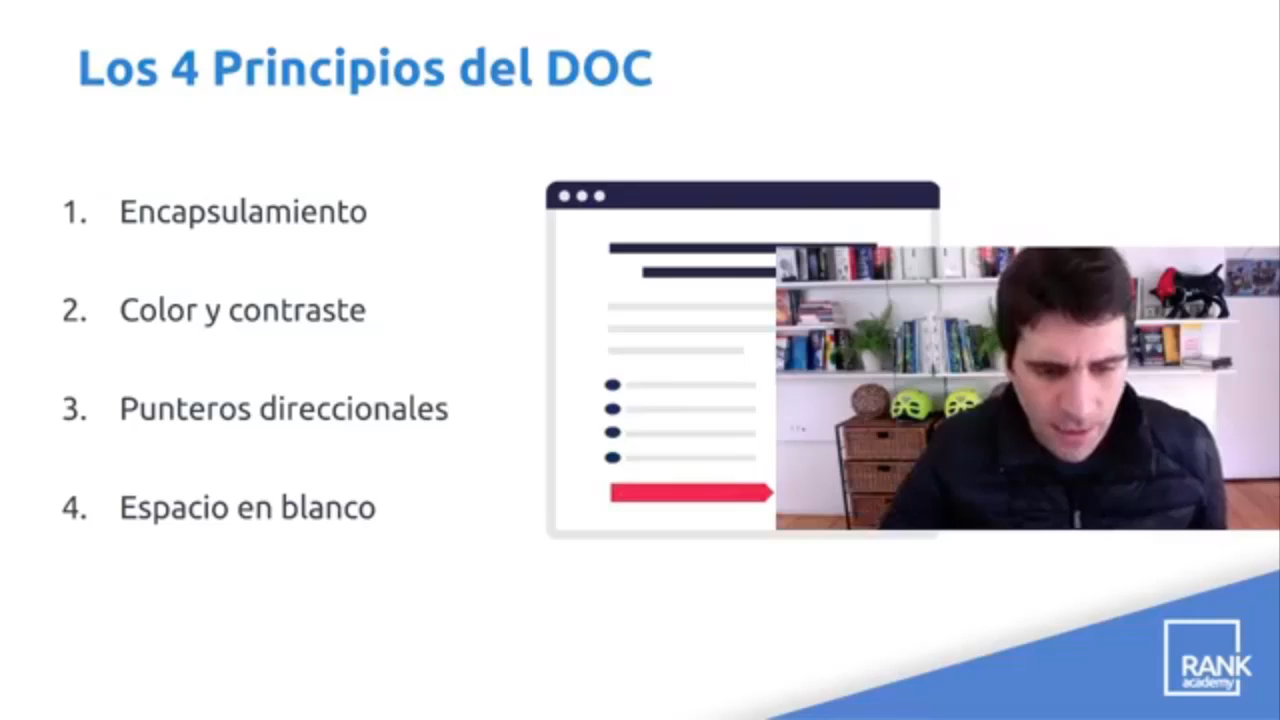 Los 4 Principios del DOC
1. Encapsulamiento
2. Color y contraste
3. Punteros direccionales
4. Espacio en blanco
RANK
academy